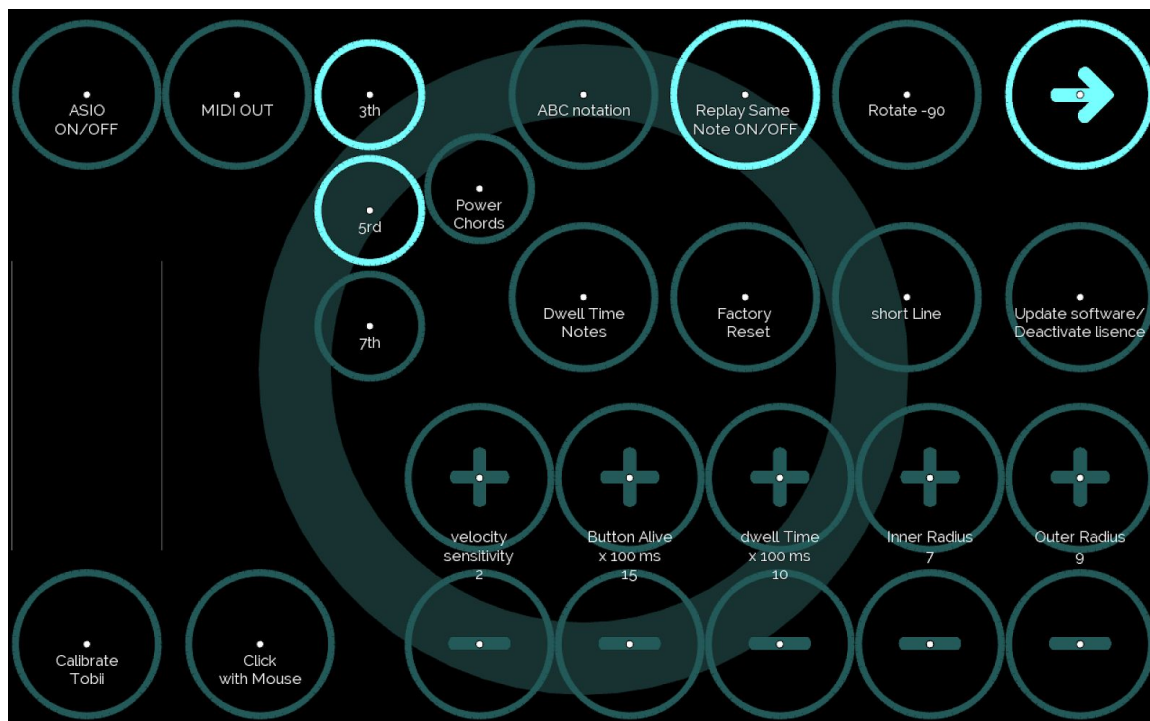 ASIO
ON/OFF
MIDI OUT
3th
ABC notation
Replay Same
Note ON/OFF
Rotate -90
5rd
Power
Chords
7th
Dwell Time
Notes
Factory
Reset
short Line
Update software/
Deactivate lisence
velocity
sensitivity
2
Button Alive
x 100 ms
15
dwell Time
x 100 ms
10
Inner Radius
7
Outer Radius
9
Calibrate
Tobii
Click
with Mouse